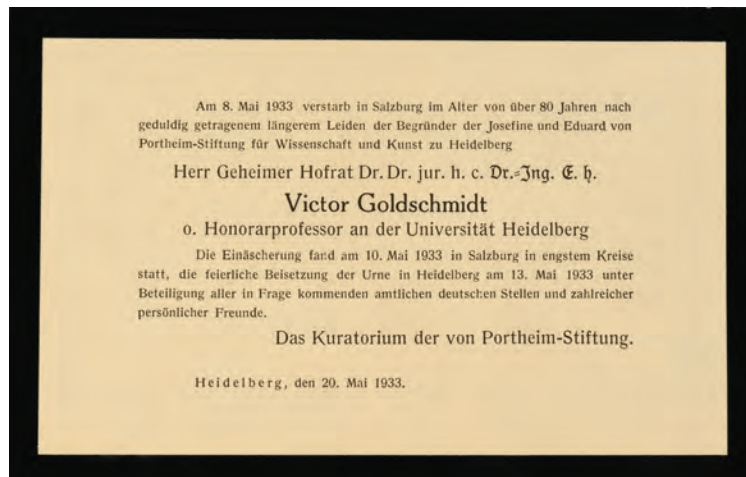 Am 8. Mai 1933 verstarb in Salzburg im Alter von über 80 Jahren nach
geduldig getragenem längerem Leiden der Begründer der Josefine und Eduard von
Portheim-Stiftung für Wissenschaft und Kunst zu Heidelberg
Herr Geheimer Hofrat Dr. Dr. jur. h. c. Dr.=Ing. E. h.
Victor Goldschmidt
o. Honorarprofessor an der Universität Heidelberg
Die Einäscherung fand am 10. Mai 1933 in Salzburg in engstem Kreise
statt, die feierliche Beisetzung der Urne in Heidelberg am 13. Mai 1933 unter
Beteiligung aller in Frage kommenden amtlichen deutschen Stellen und zahlreicher
persönlicher Freunde.
Das Kuratorium der von Portheim-Stiftung.
Heidelberg, den 20. Mai 1933.